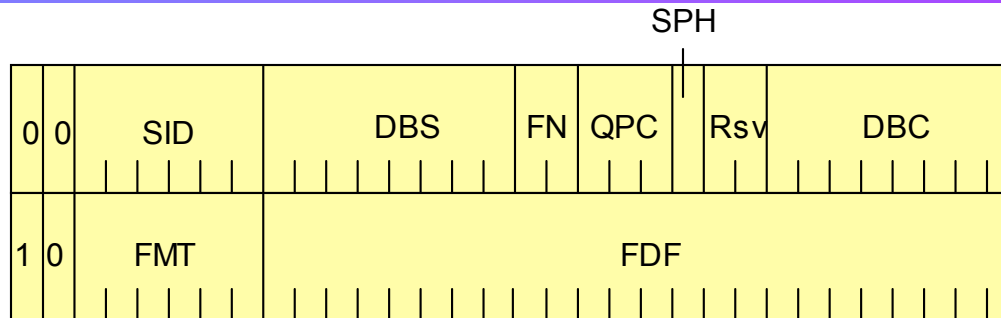 SPH
0 0 SID DBS FN QPC Rsv DBC
1 0 FMT FDF